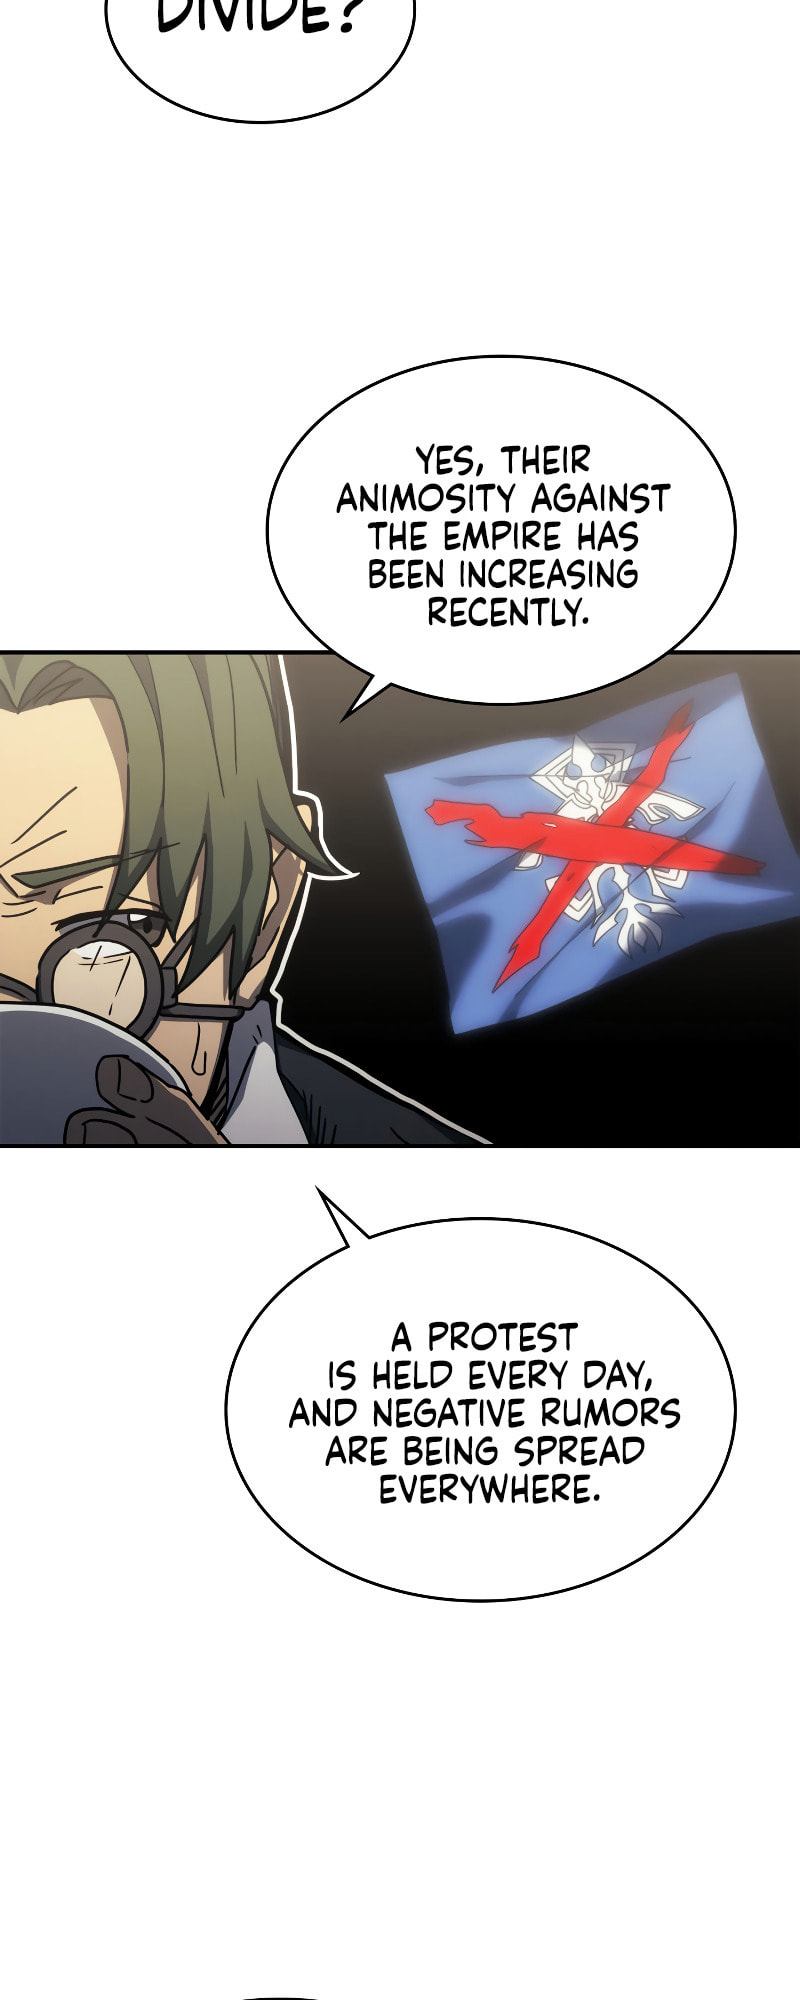 DIVIDE?
YES, THEIR
ANIMOSITY AGAINST
THE EMPIRE HAS
BEEN INCREASING
RECENTLY.
A PROTEST
IS HELD EVERY DAY,
AND NEGATIVE RUMORS
ARE BEING SPREAD
EVERYWHERE.